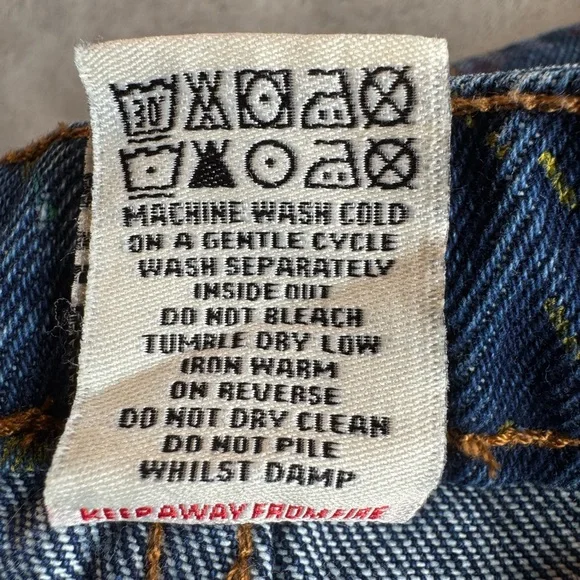 30°
MACHINE WASH COLD
ON A GENTLE CYCLE
WASH SEPARATELY
INSIDE OUT
DO NOT BLEACH
TUMBLE DRY LOW
IRON WARM
ON REVERSE
DO NOT DRY CLEAN
DO NOT PILE
WHILST DAMP
KEEP AWAY FROM FIRE